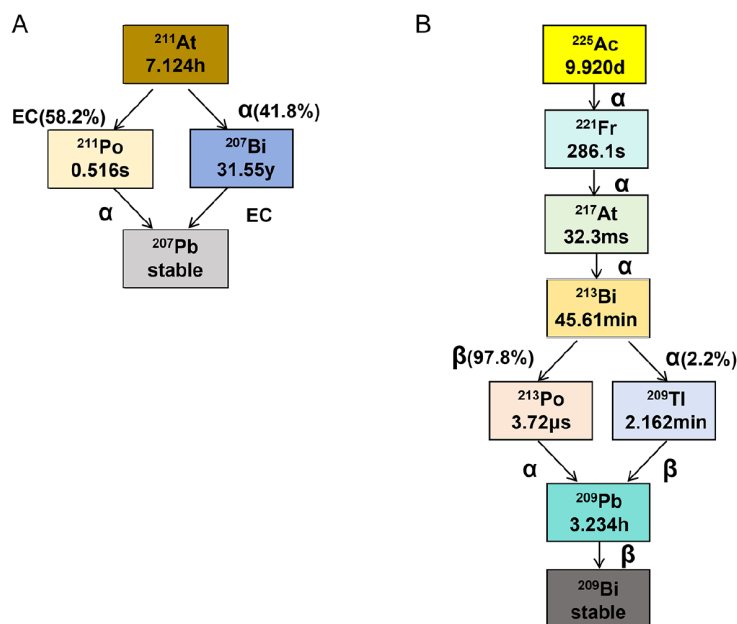 A
B
²¹¹At
7.124h
EC(58.2%)
α(41.8%)
²¹¹Po
0.516s
²⁰⁷Bi
31.55y
α
EC
²⁰⁷Pb
stable
²²⁵Ac
9.920d
α
²²¹Fr
286.1s
α
²¹⁷At
32.3ms
α
²¹³Bi
45.61min
β(97.8%)
α(2.2%)
²¹³Po
3.72μs
²⁰⁹Tl
2.162min
α
β
²⁰⁹Pb
3.234h
β
²⁰⁹Bi
stable